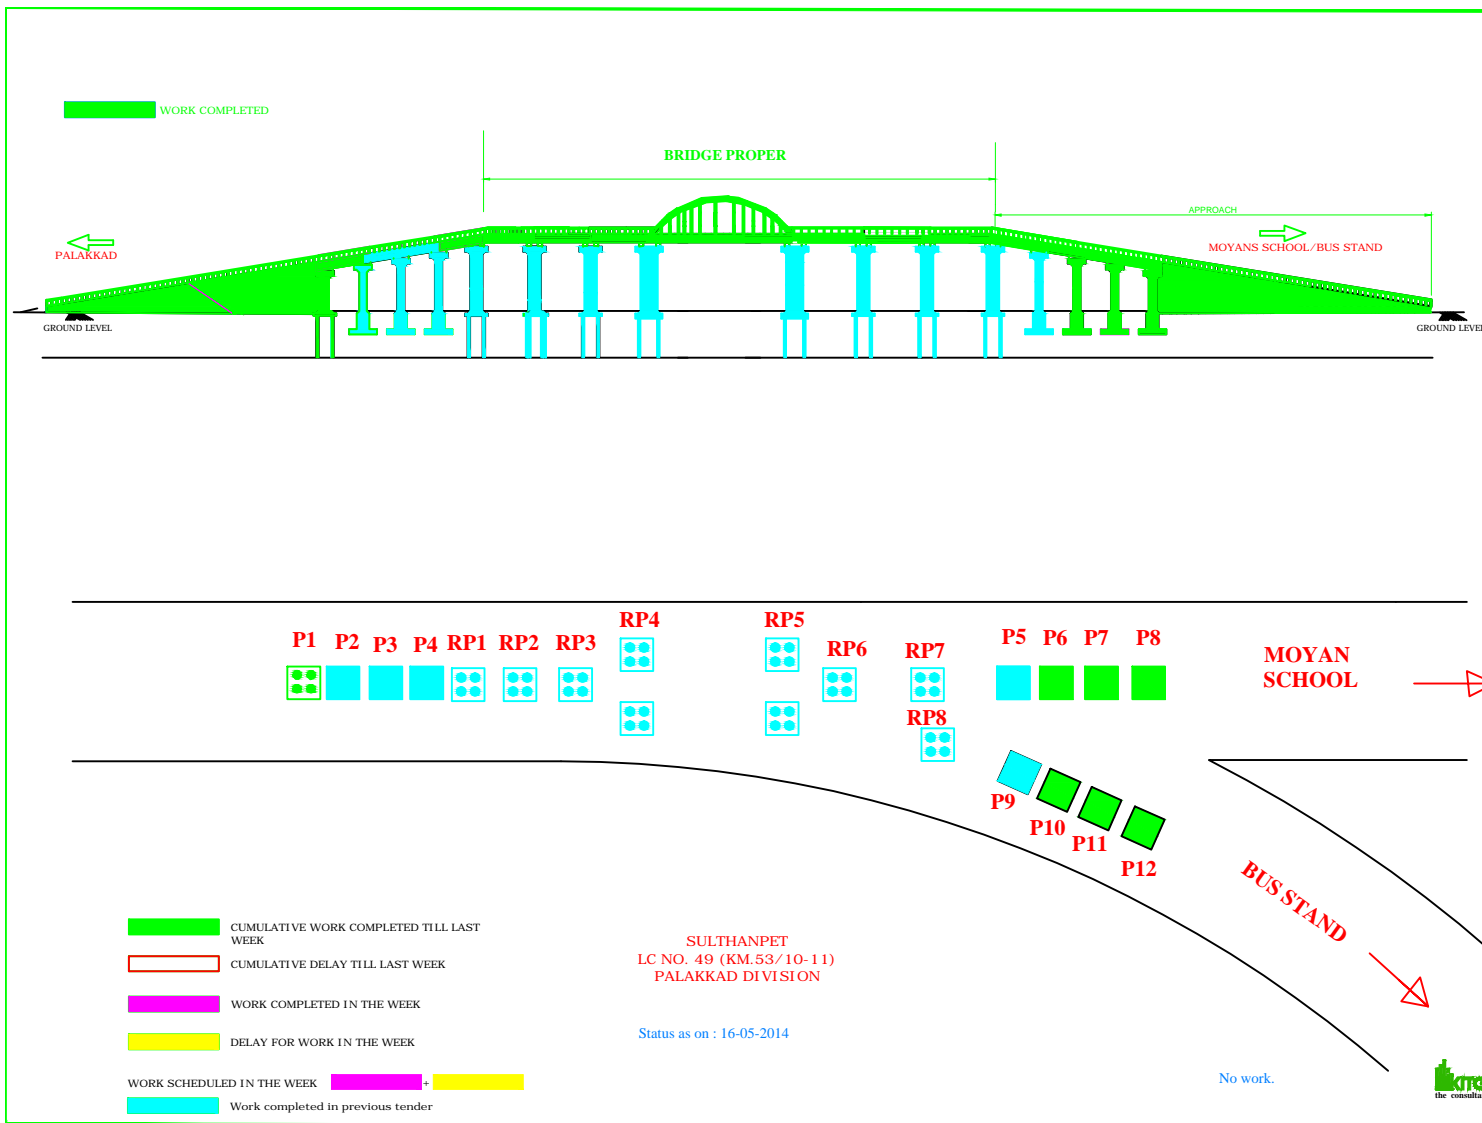 WORK COMPLETED
BRIDGE PROPER
APPROACH
PALAKKAD
MOYANS SCHOOL/BUS STAND
GROUND LEVEL
GROUND LEVEL
RP4
RP5
P1
P2
P3
P4
RP1
RP2
RP3
RP6
RP7
P5
P6
P7
P8
MOYAN
SCHOOL
RP8
P9
P10
P11
P12
BUS STAND
CUMULATIVE WORK COMPLETED TILL LAST
WEEK
CUMULATIVE DELAY TILL LAST WEEK
WORK COMPLETED IN THE WEEK
DELAY FOR WORK IN THE WEEK
WORK SCHEDULED IN THE WEEK
+
Work completed in previous tender
SULTHANPET
LC NO. 49 (KM.53/10-11)
PALAKKAD DIVISION
Status as on : 16-05-2014
No work.
the consulta